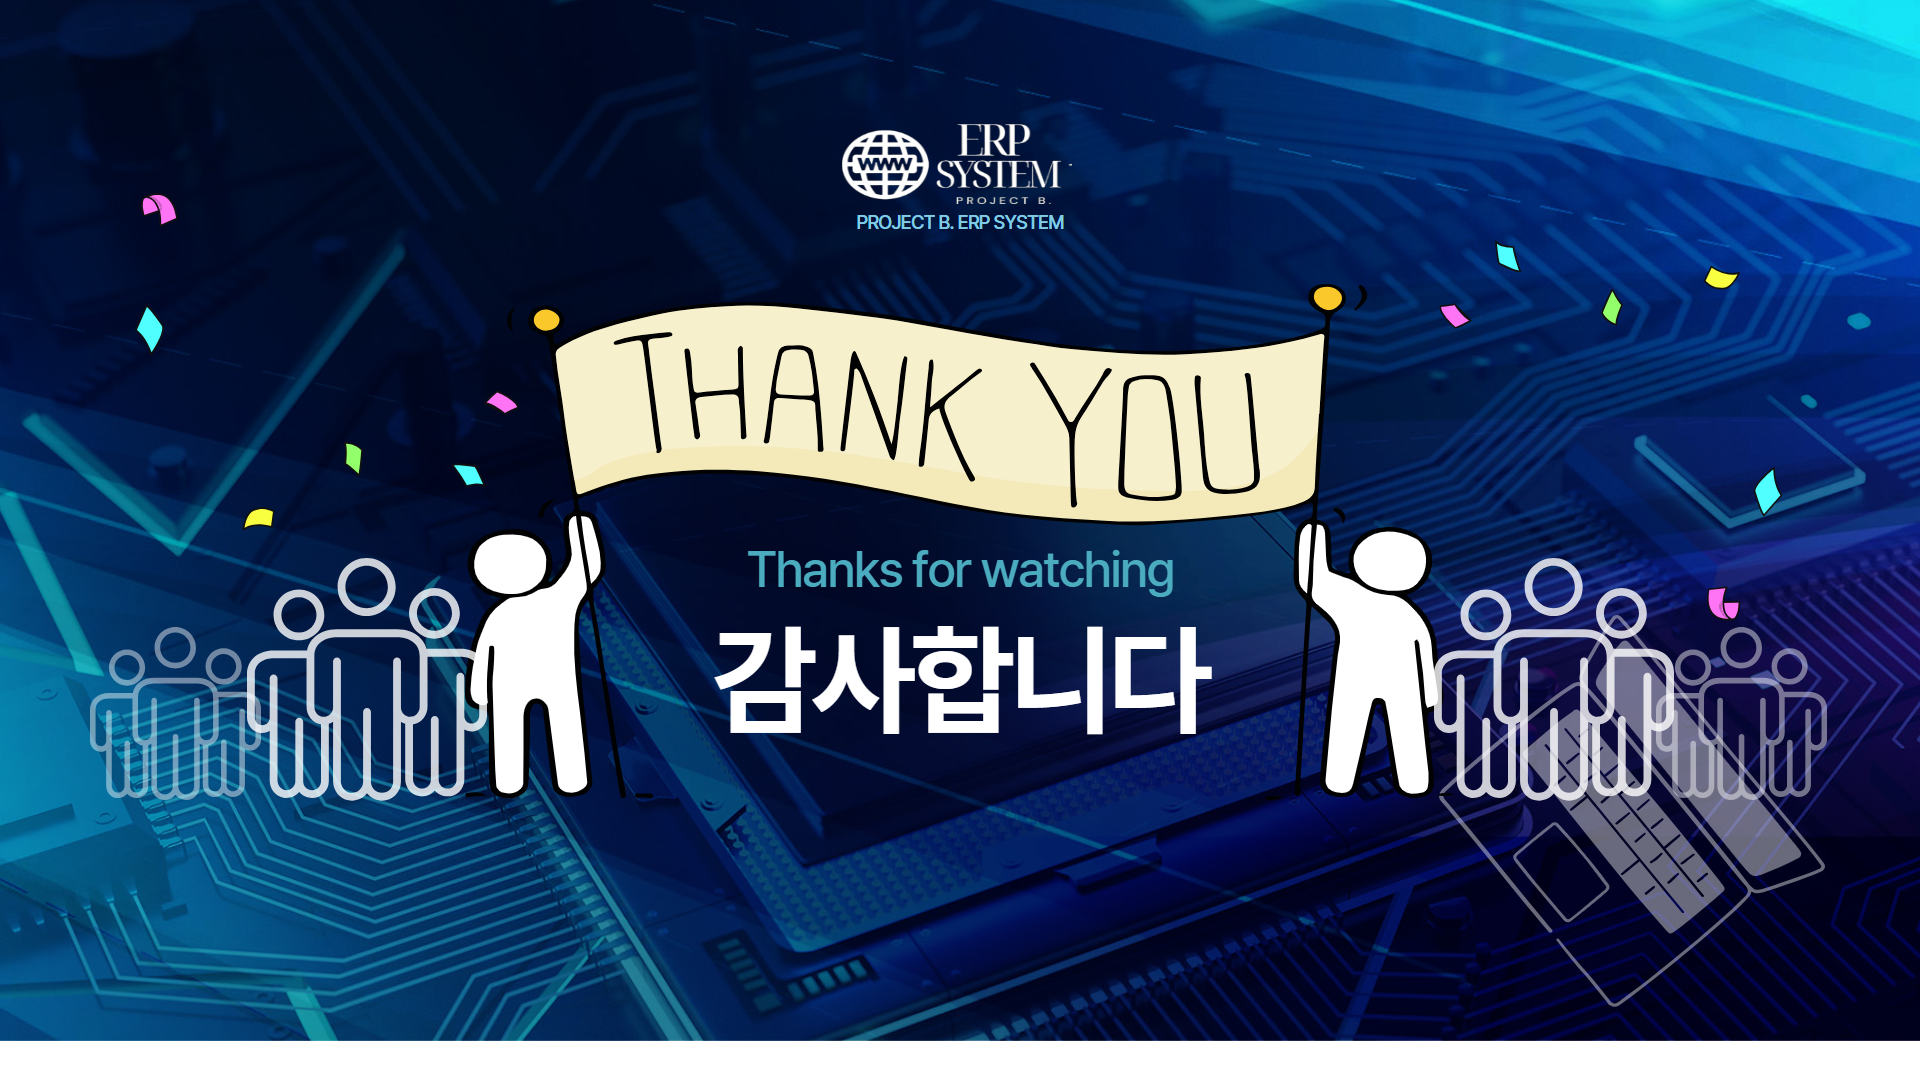 WWW
ERP
SYSTEM
PROJECT B.
PROJECT B. ERP SYSTEM
THANK YOU
Thanks for watching
감사합니다